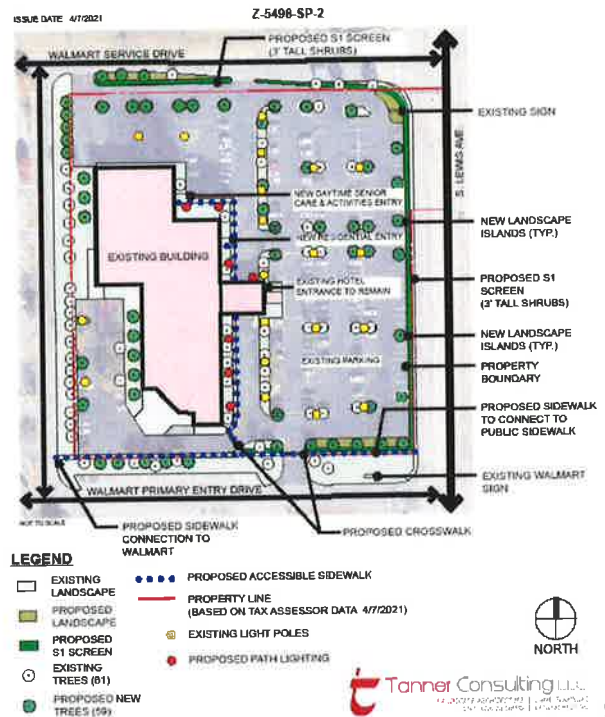 ISSUE DATE 4/7/2021
Z-5498-SP-2
PROPOSED S1 SCREEN
(3' TALL SHRUBS)
WALMART SERVICE DRIVE
EXISTING SIGN
S. LEWIS AVE.
NEW DAYTIME SENIOR
CARE & ACTIVITIES ENTRY
NEW LANDSCAPE
ISLANDS (TYP.)
NEW RESIDENTIAL ENTRY
EXISTING BUILDING
EXISTING HOTEL
ENTRANCE TO REMAIN
PROPOSED S1
SCREEN
(3' TALL SHRUBS)
NEW LANDSCAPE
ISLANDS (TYP.)
EXISTING PARKING
PROPERTY
BOUNDARY
PROPOSED SIDEWALK
TO CONNECT TO
PUBLIC SIDEWALK
EXISTING WALMART
SIGN
WALMART PRIMARY ENTRY DRIVE
NOT TO SCALE
PROPOSED SIDEWALK
CONNECTION TO
WALMART
PROPOSED CROSSWALK
LEGEND
EXISTING
LANDSCAPE
PROPOSED
LANDSCAPE
PROPOSED
S1 SCREEN
EXISTING
TREES (61)
PROPOSED NEW
TREES (59)
PROPOSED ACCESSIBLE SIDEWALK
PROPERTY LINE
(BASED ON TAX ASSESSOR DATA 4/7/2021)
EXISTING LIGHT POLES
PROPOSED PATH LIGHTING
NORTH
Tanner Consulting LLC